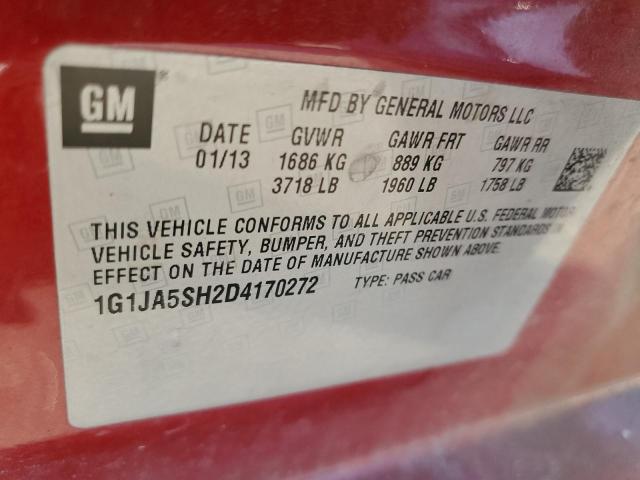 GM ®
MFD BY GENERAL MOTORS LLC
DATE GVWR GAWR FRT GAWR RR
01/13 1686 KG 889 KG 797 KG
3718 LB 1960 LB 1758 LB
THIS VEHICLE CONFORMS TO ALL APPLICABLE U.S. FEDERAL MOTOR
VEHICLE SAFETY, BUMPER, AND THEFT PREVENTION STANDARDS IN
EFFECT ON THE DATE OF MANUFACTURE SHOWN ABOVE.
1G1JA5SH2D4170272 TYPE: PASS CAR